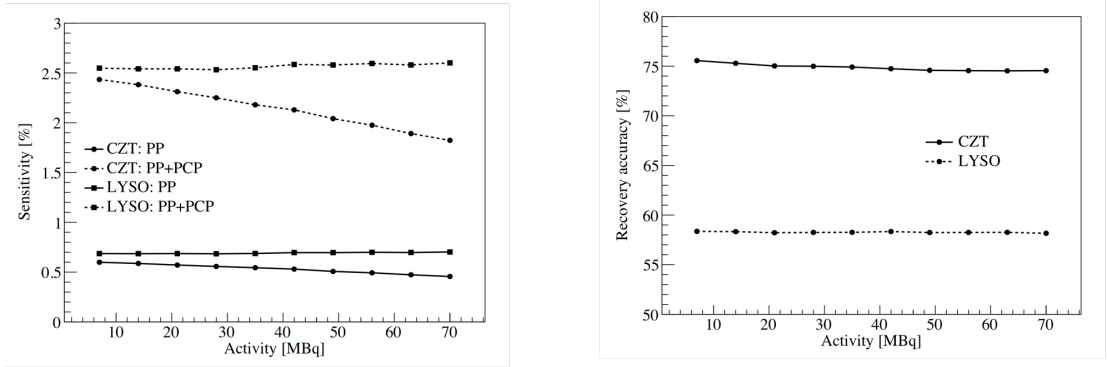 3
2.5
2
1.5
1
0.5
0
Sensitivity [%]
CZT: PP
CZT: PP+PCP
LYSO: PP
LYSO: PP+PCP
10 20 30 40 50 60 70
Activity [MBq]
80
75
70
65
60
55
50
Recovery accuracy [%]
CZT
LYSO
10 20 30 40 50 60 70
Activity [MBq]